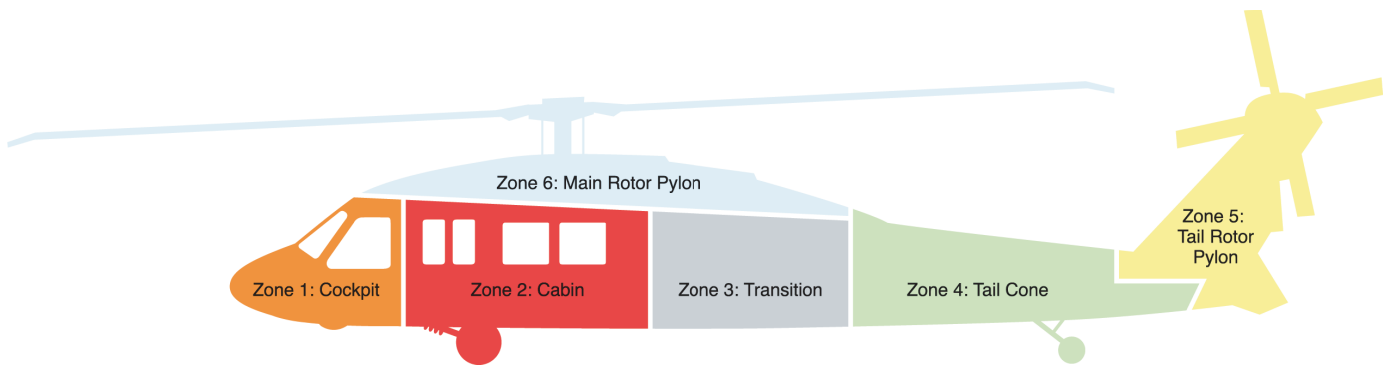 Zone 6: Main Rotor Pylon
Zone 5:
Tail Rotor
Pylon
Zone 1: Cockpit
Zone 2: Cabin
Zone 3: Transition
Zone 4: Tail Cone